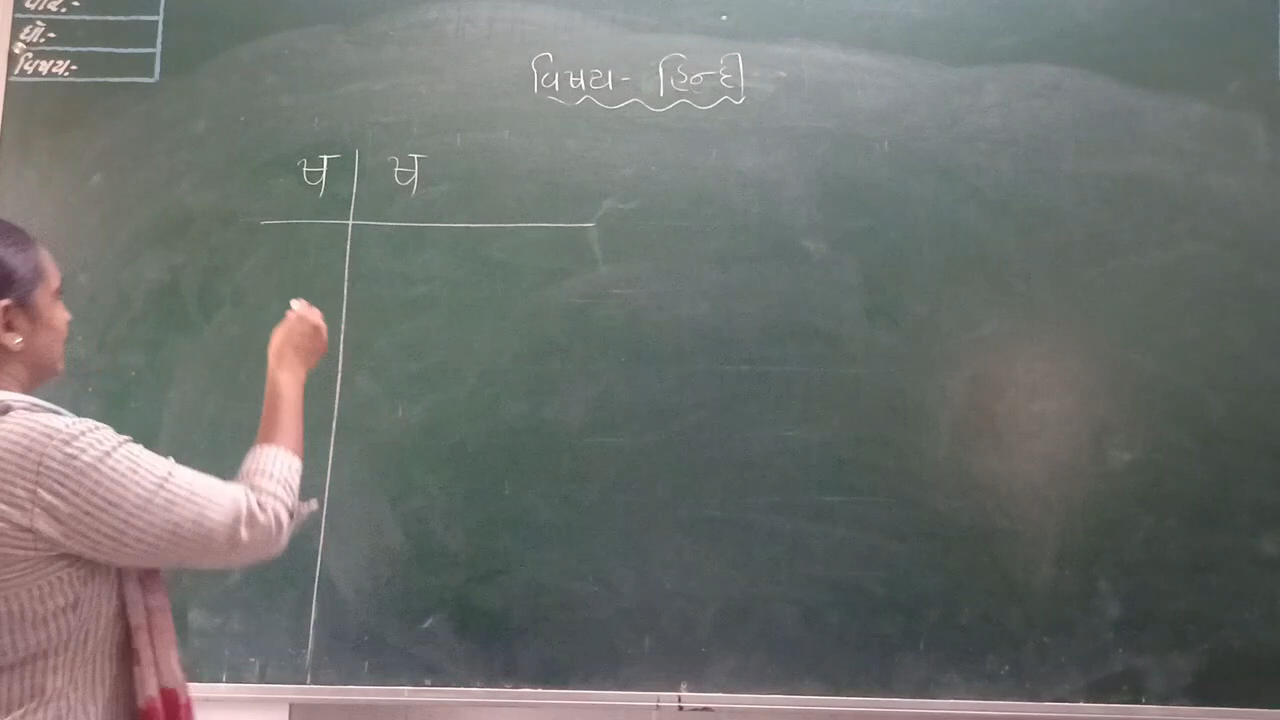 વાર:-
ધો:-
વિષય:-
વિષય- હિન્દી
ષ ષ